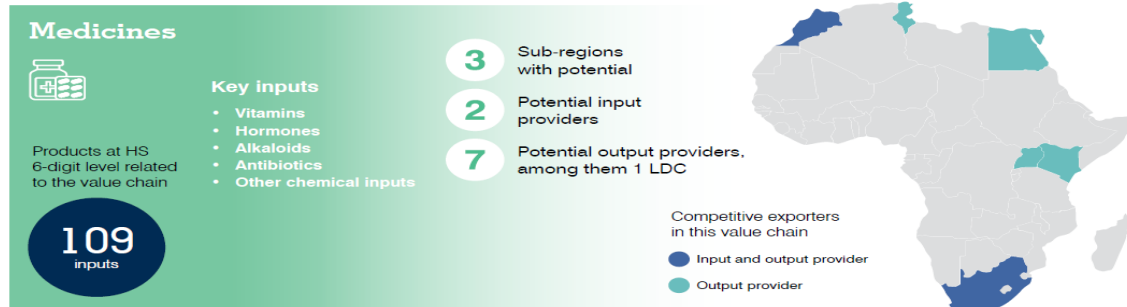 Medicines
Products at HS
6-digit level related
to the value chain
109
inputs
Key inputs
• Vitamins
• Hormones
• Alkaloids
• Antibiotics
• Other chemical inputs
3
Sub-regions
with potential
2
Potential input
providers
7
Potential output providers,
among them 1 LDC
Competitive exporters
in this value chain
Input and output provider
Output provider